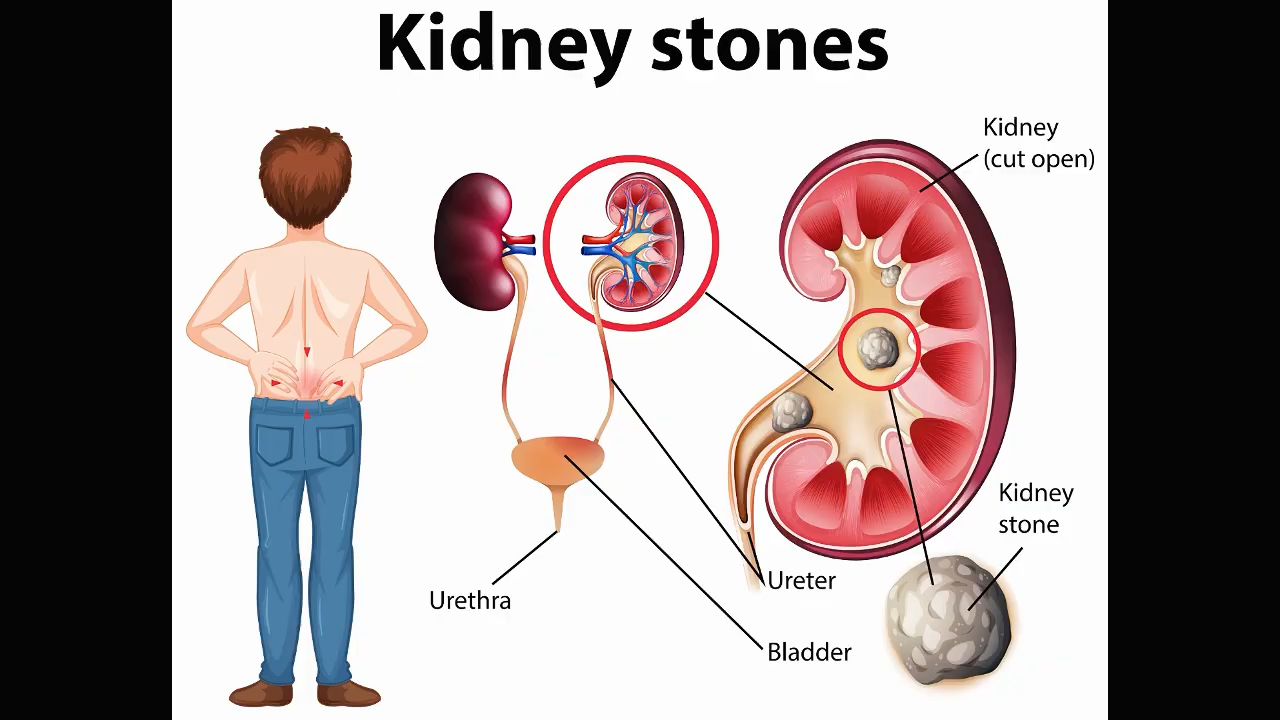 Kidney stones
Kidney
(cut open)
Kidney
stone
Ureter
Urethra
Bladder